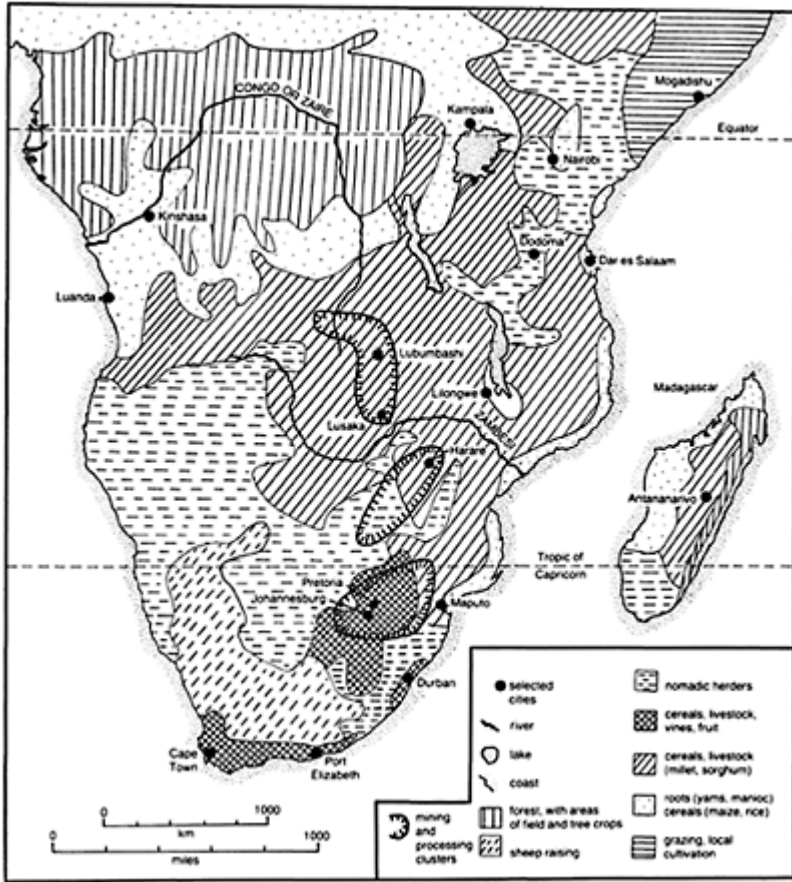 Mogadishu
CONGO OR ZAIRE
Kampala
Equator
Nairobi
Kinshasa
Dodoma
Dar es Salaam
Luanda
Lubumbashi
Madagascar
Lilongwe
Lusaka
ZAMBESI
Harare
Antananarivo
Tropic of
Capricorn
Pretoria
Johannesburg
Maputo
Durban
Cape
Town
Port
Elizabeth
0 1000
km
0 1000
miles
selected
cities
river
lake
coast
mining
and
processing
clusters
forest, with areas
of field and tree crops
sheep raising
nomadic herders
cereals, livestock,
vines, fruit
cereals, livestock
(millet, sorghum)
roots (yams, manioc)
cereals (maize, rice)
grazing, local
cultivation